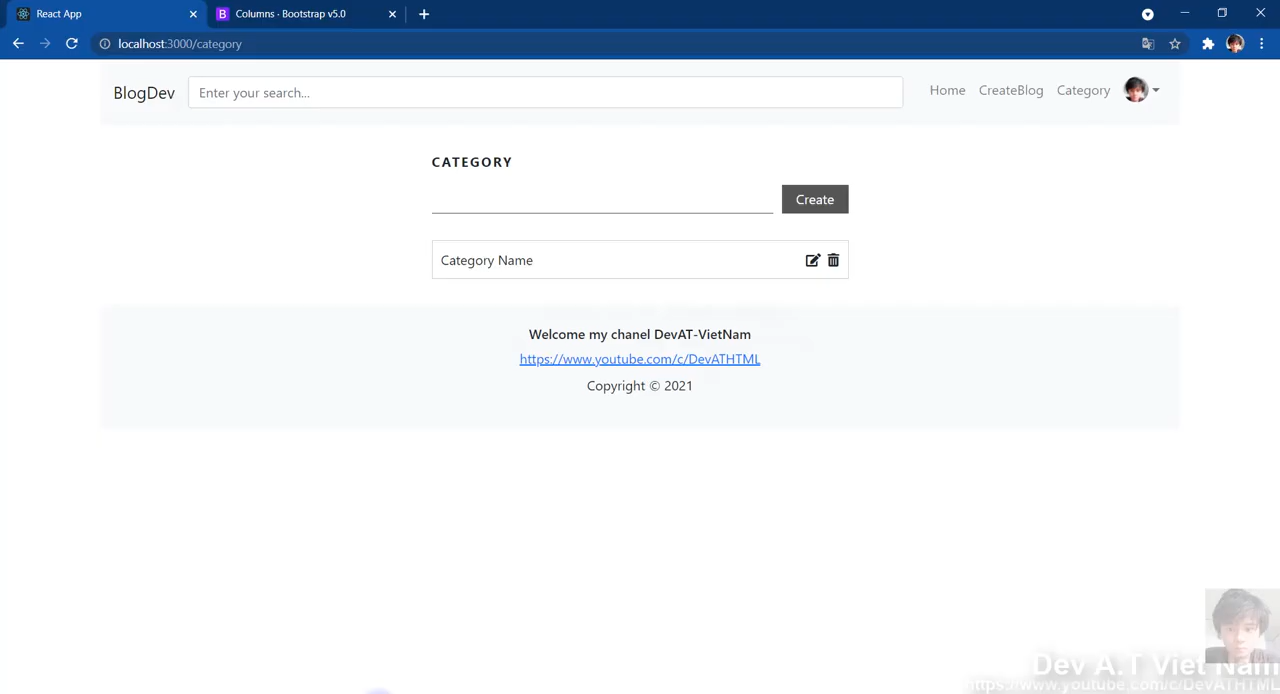 React App
B Columns · Bootstrap v5.0
localhost:3000/category
BlogDev
Enter your search...
Home
CreateBlog
Category
CATEGORY
Create
Category Name
Welcome my chanel DevAT-VietNam
https://www.youtube.com/c/DevATHTML
Copyright © 2021
Dev A.T Viet Nam
https://www.youtube.com/c/DevATHTML